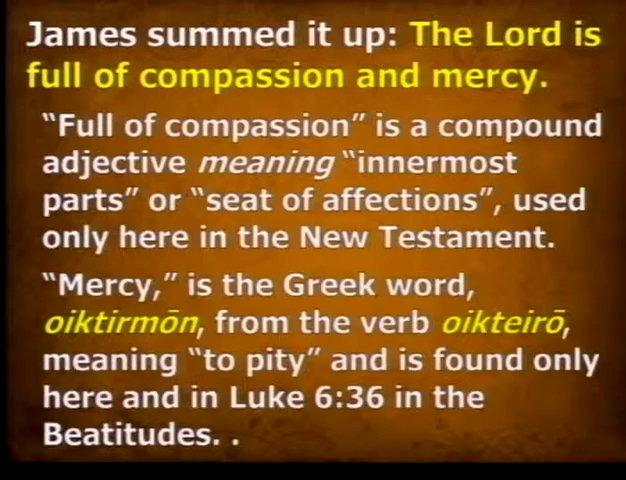 James summed it up: The Lord is
full of compassion and mercy.
“Full of compassion” is a compound
adjective meaning “innermost
parts” or “seat of affections”, used
only here in the New Testament.
“Mercy,” is the Greek word,
oiktirmōn, from the verb oikteirō,
meaning “to pity” and is found only
here and in Luke 6:36 in the
Beatitudes. .